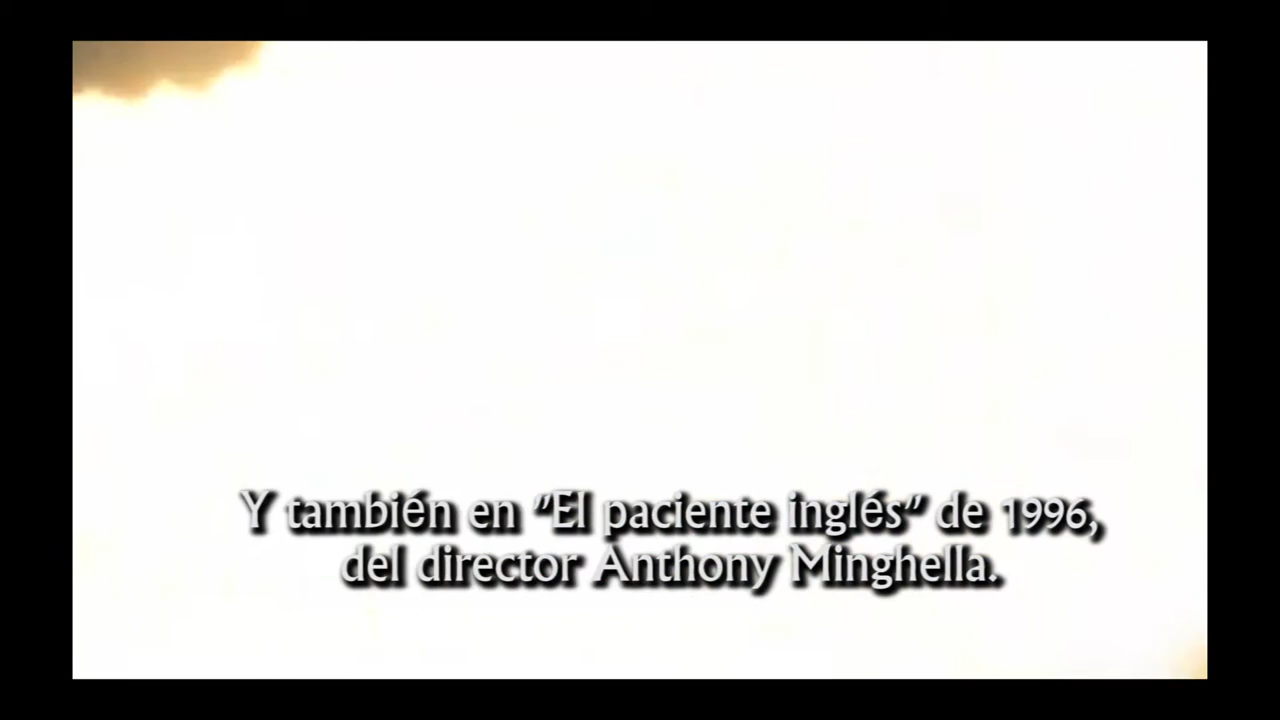 Y también en "El paciente inglés" de 1996,
del director Anthony Minghella.